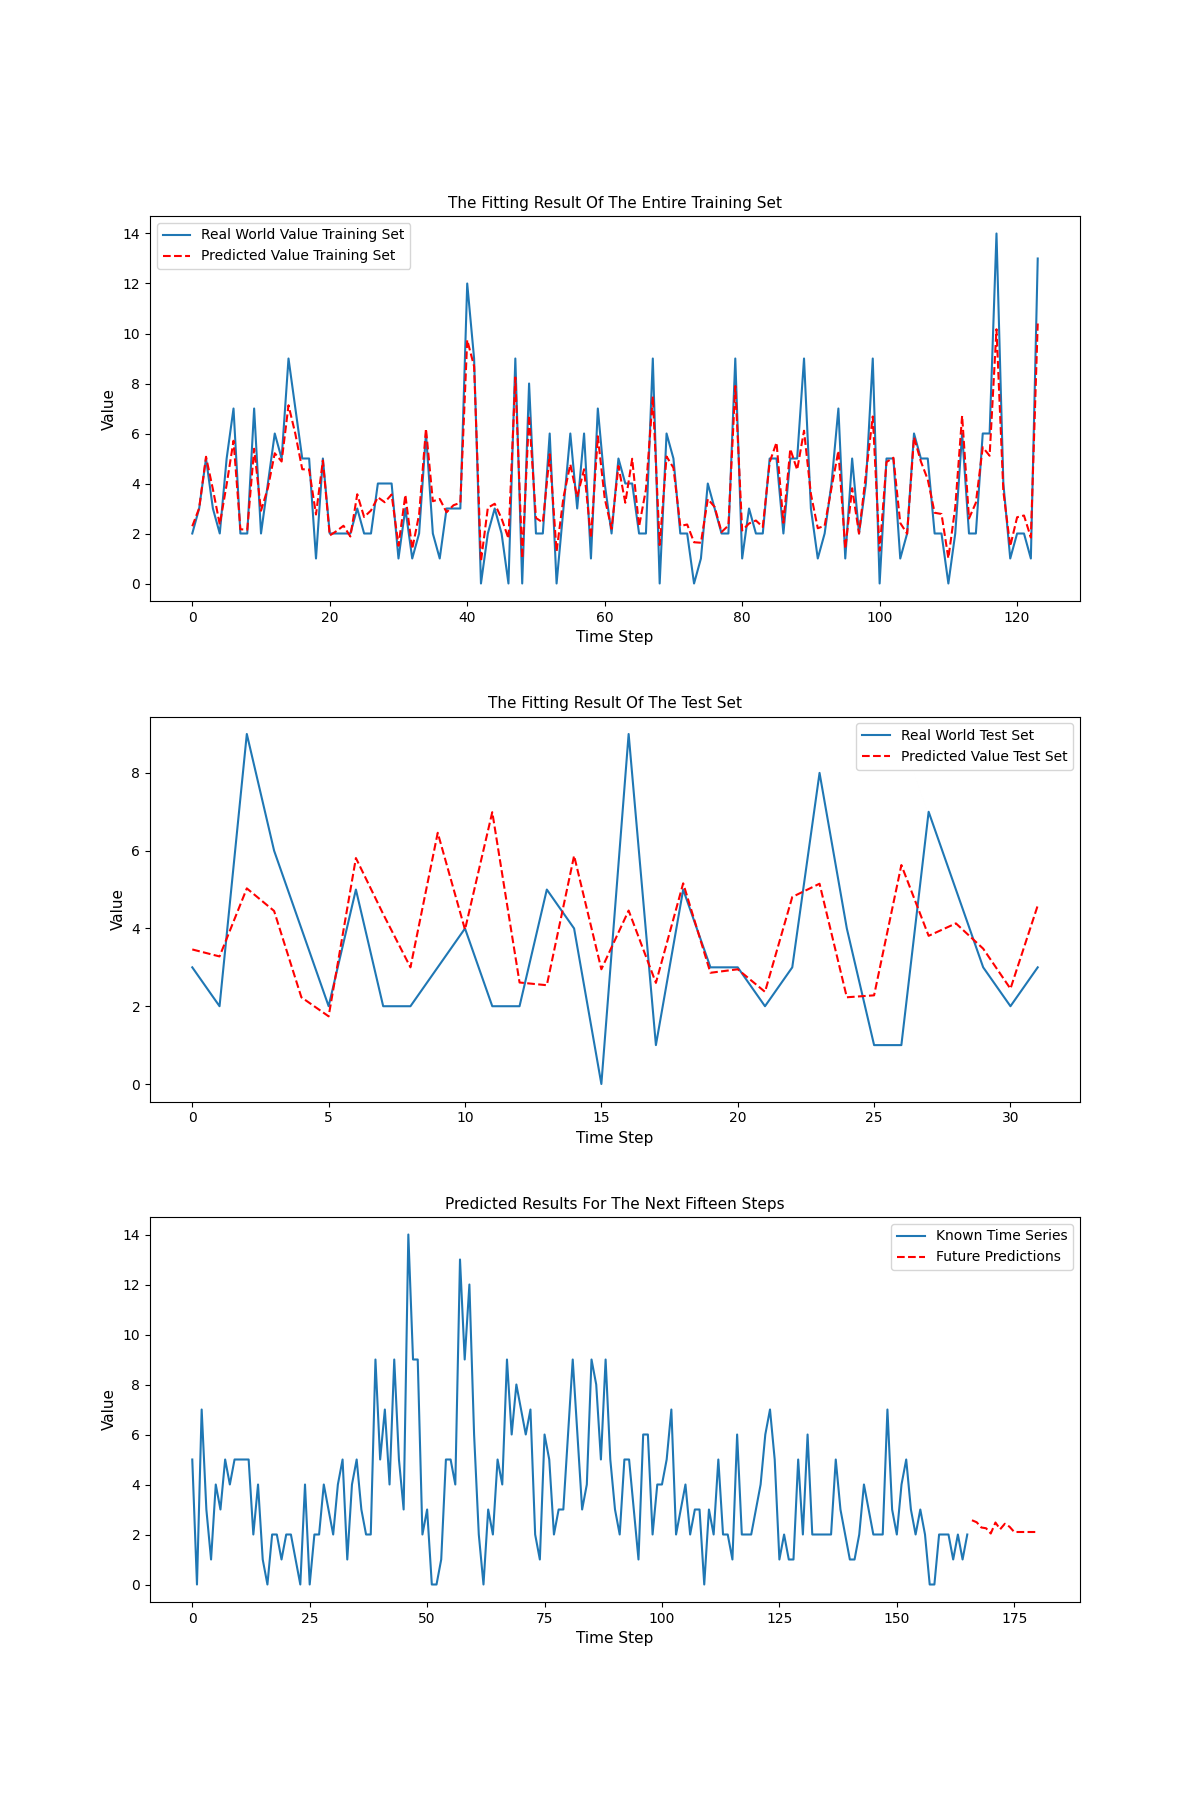 The Fitting Result Of The Entire Training Set
Real World Value Training Set
Predicted Value Training Set
Value
14
12
10
8
6
4
2
0
0 20 40 60 80 100 120
Time Step
The Fitting Result Of The Test Set
Real World Test Set
Predicted Value Test Set
Value
8
6
4
2
0
0 5 10 15 20 25 30
Time Step
Predicted Results For The Next Fifteen Steps
Known Time Series
Future Predictions
Value
14
12
10
8
6
4
2
0
0 25 50 75 100 125 150 175
Time Step